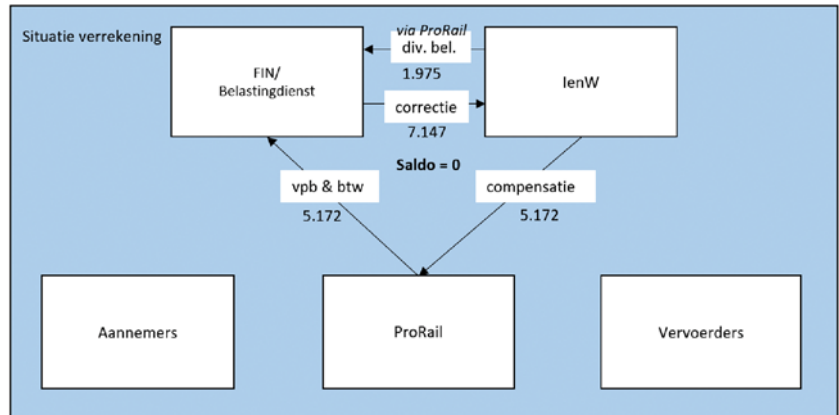 Situatie verrekening
FIN/
Belastingdienst
via ProRail
div. bel.
1.975
correctie
7.147
IenW
Saldo = 0
vpb & btw
5.172
compensatie
5.172
Aannemers
ProRail
Vervoerders